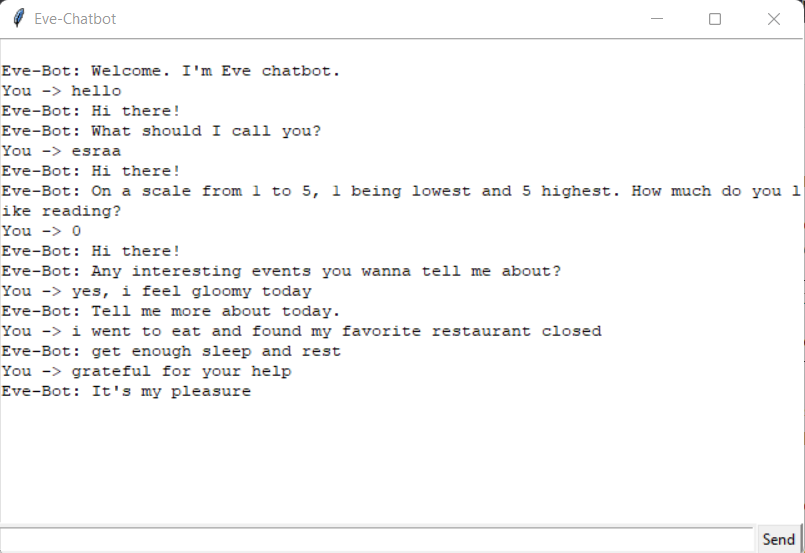 Eve-Chatbot
Eve-Bot: Welcome. I'm Eve chatbot.
You -> hello
Eve-Bot: Hi there!
Eve-Bot: What should I call you?
You -> esraa
Eve-Bot: Hi there!
Eve-Bot: On a scale from 1 to 5, 1 being lowest and 5 highest. How much do you l
ike reading?
You -> 0
Eve-Bot: Hi there!
Eve-Bot: Any interesting events you wanna tell me about?
You -> yes, i feel gloomy today
Eve-Bot: Tell me more about today.
You -> i went to eat and found my favorite restaurant closed
Eve-Bot: get enough sleep and rest
You -> grateful for your help
Eve-Bot: It's my pleasure
Send